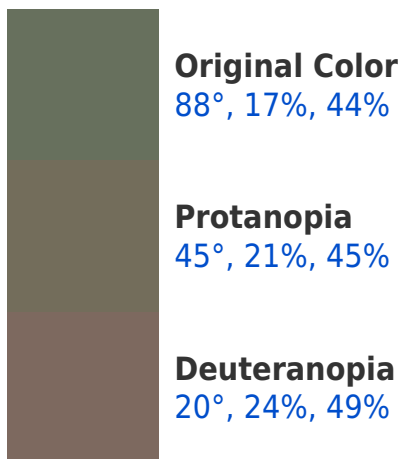 Original Color
88°, 17%, 44%
Protanopia
45°, 21%, 45%
Deuteranopia
20°, 24%, 49%